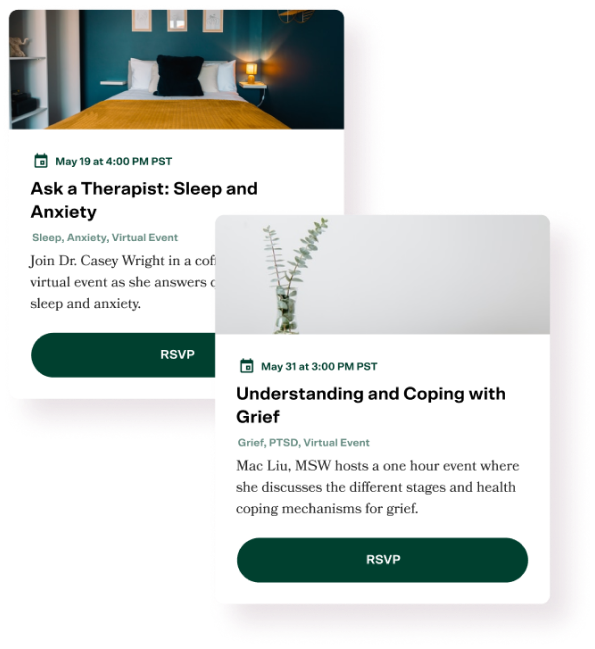 May 19 at 4:00 PM PST
Ask a Therapist: Sleep and
Anxiety
Sleep, Anxiety, Virtual Event
Join Dr. Casey Wright in a
virtual event as she answers
sleep and anxiety.
RSVP
May 31 at 3:00 PM PST
Understanding and Coping with
Grief
Grief, PTSD, Virtual Event
Mac Liu, MSW hosts a one hour event where
she discusses the different stages and health
coping mechanisms for grief.
RSVP